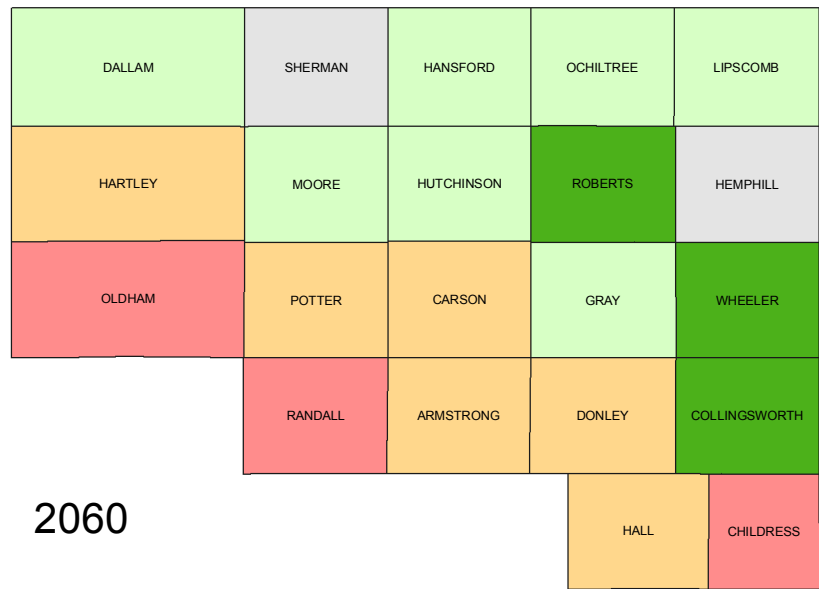 DALLAM
SHERMAN
HANSFORD
OCHILTREE
LIPSCOMB
HARTLEY
MOORE
HUTCHINSON
ROBERTS
HEMPHILL
OLDHAM
POTTER
CARSON
GRAY
WHEELER
RANDALL
ARMSTRONG
DONLEY
COLLINGSWORTH
2060
HALL
CHILDRESS